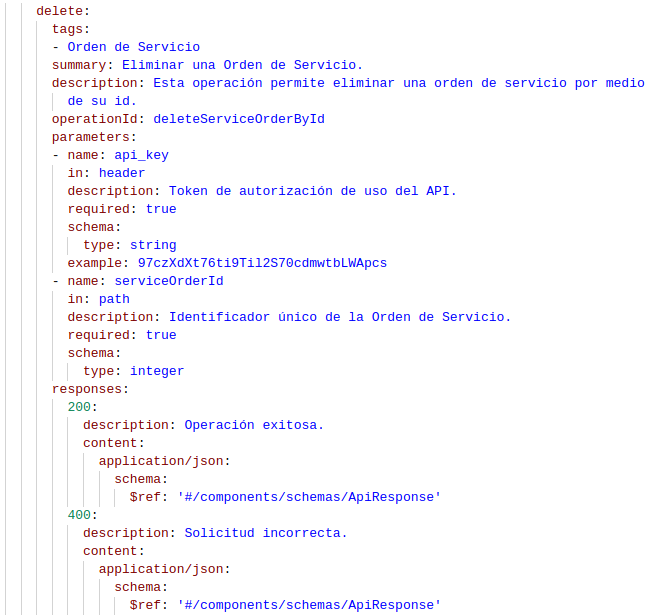 delete:
tags:
- Orden de Servicio
summary: Eliminar una Orden de Servicio.
description: Esta operación permite eliminar una orden de servicio por medio
de su id.
operationId: deleteServiceOrderById
parameters:
- name: api_key
in: header
description: Token de autorización de uso del API.
required: true
schema:
type: string
example: 97czXdXt76ti9Til2S70cdmwtbLWApcs
- name: serviceOrderId
in: path
description: Identificador único de la Orden de Servicio.
required: true
schema:
type: integer
responses:
200:
description: Operación exitosa.
content:
application/json:
schema:
$ref: '#/components/schemas/ApiResponse'
400:
description: Solicitud incorrecta.
content:
application/json:
schema:
$ref: '#/components/schemas/ApiResponse'